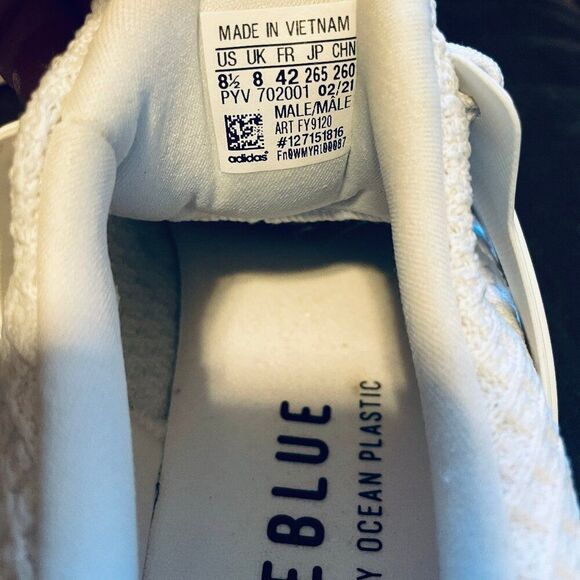 MADE IN VIETNAM
US UK FR JP CHN
8½ 8 42 265 260
PYV 702001 02/21
MALE/MÂLE
ART FY9120
#127151816
adidas
EBLUE
Y OCEAN PLASTIC